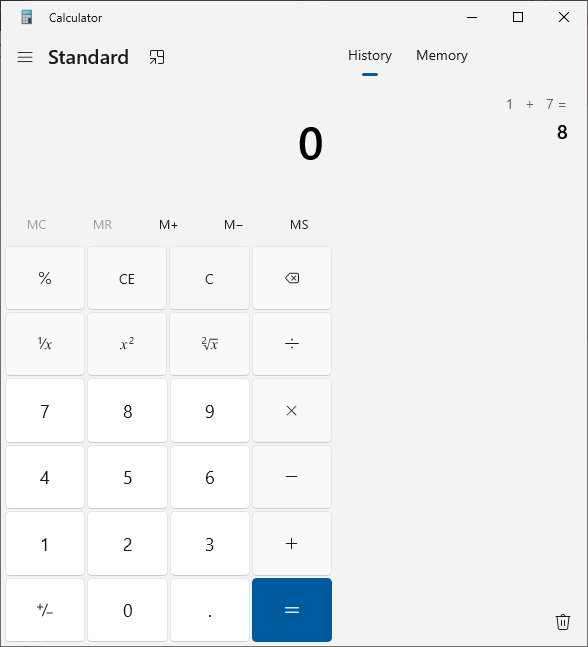 Calculator
Standard
History Memory
1 + 7 =
8
0
MC MR M+ M− MS
% CE C
¹⁄x x² ²√x ÷
7 8 9 ×
4 5 6 −
1 2 3 +
+/− 0 . =